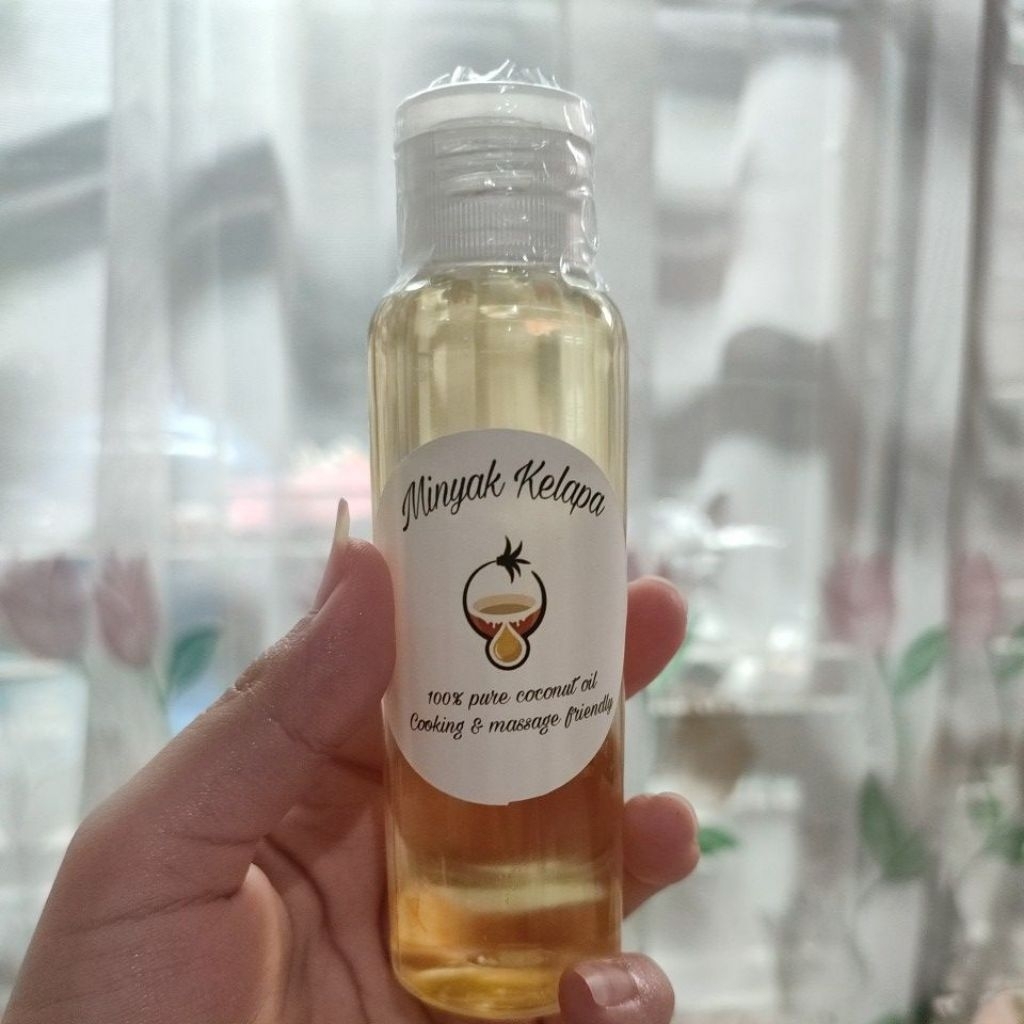 Minyak Kelapa
100% pure coconut oil
Cooking & massage friendly